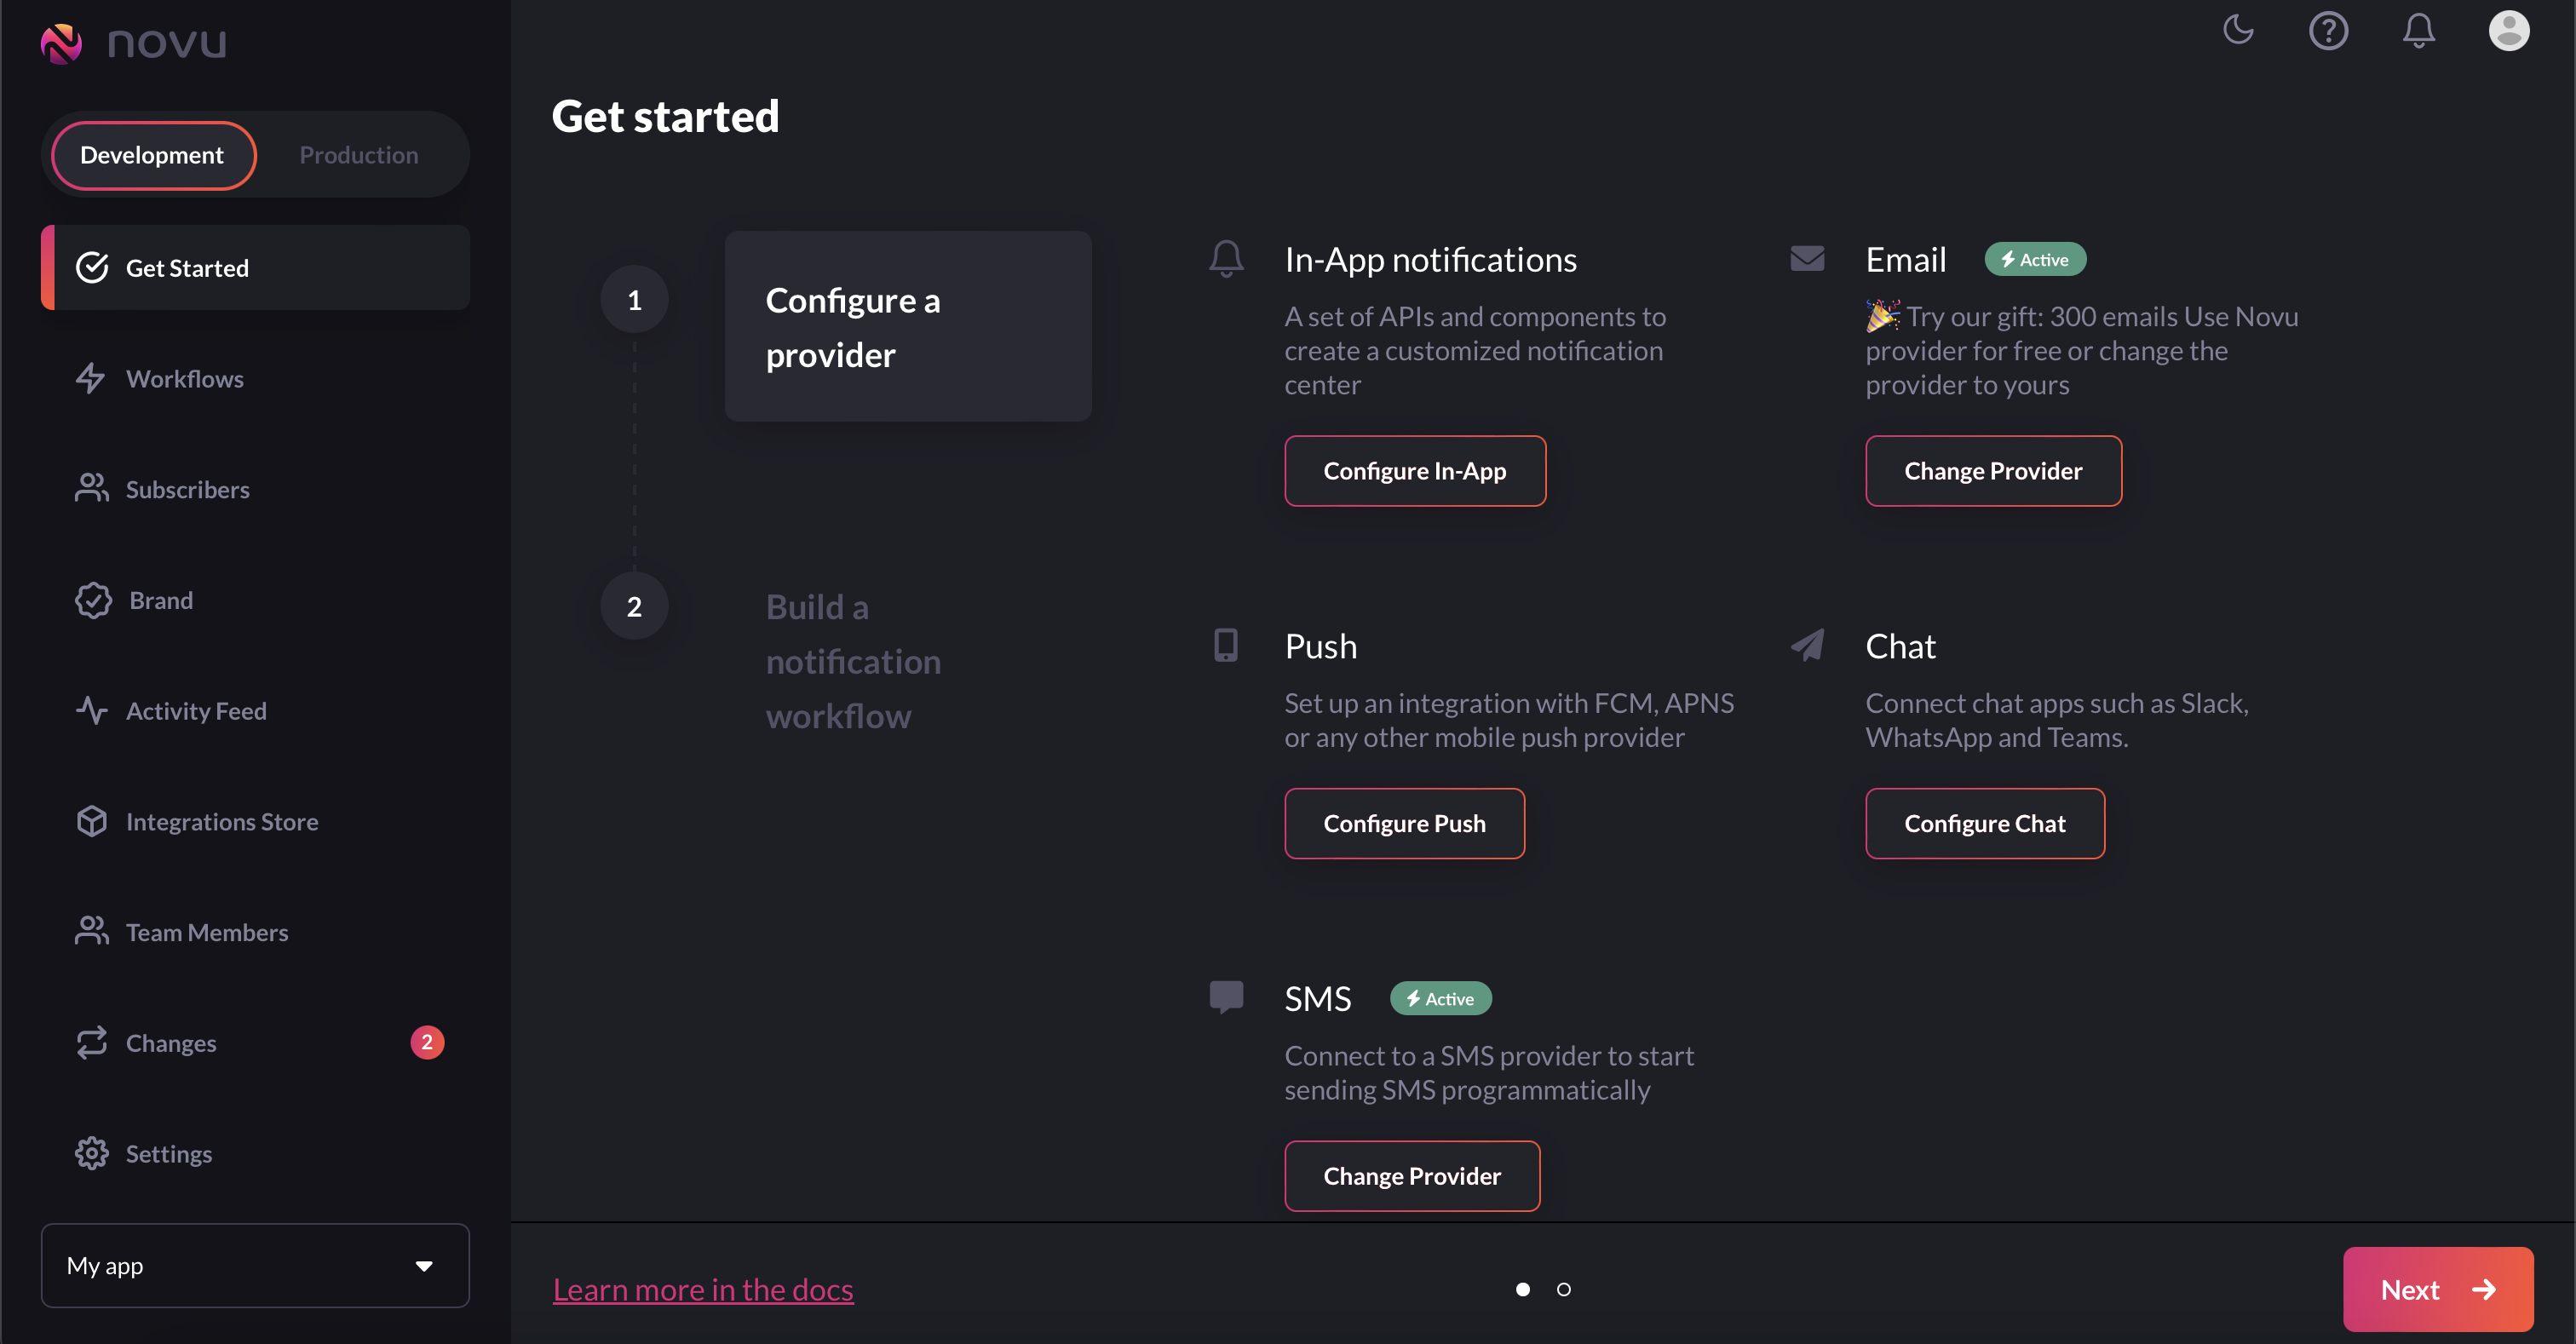 novu
Development
Production
Get Started
Workflows
Subscribers
Brand
Activity Feed
Integrations Store
Team Members
Changes
2
Settings
My app
Get started
1
Configure a
provider
2
Build a
notification
workflow
In-App notifications
A set of APIs and components to
create a customized notification
center
Configure In-App
Email
Active
🎉 Try our gift: 300 emails Use Novu
provider for free or change the
provider to yours
Change Provider
Push
Set up an integration with FCM, APNS
or any other mobile push provider
Configure Push
Chat
Connect chat apps such as Slack,
WhatsApp and Teams.
Configure Chat
SMS
Active
Connect to a SMS provider to start
sending SMS programmatically
Change Provider
Learn more in the docs
Next